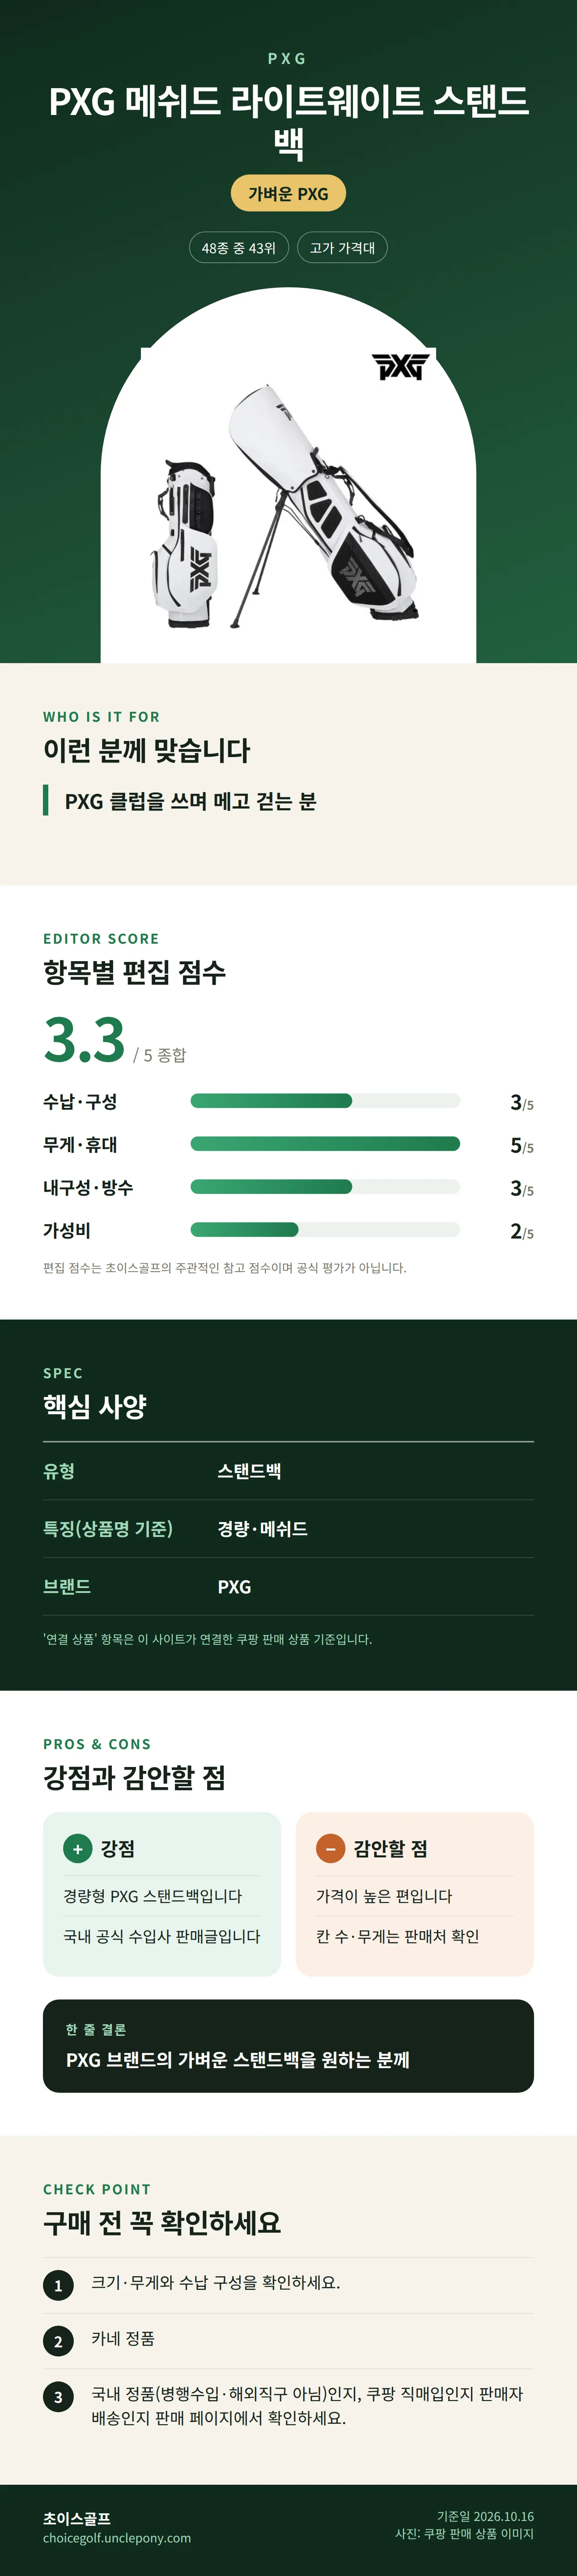 PXG
PXG 메쉬드 라이트웨이트 스탠드
백
가벼운 PXG
48종 중 43위
고가 가격대
PXG
PXG
PXG
WHO IS IT FOR
이런 분께 맞습니다
PXG 클럽을 쓰며 메고 걷는 분
EDITOR SCORE
항목별 편집 점수
3.3 / 5 종합
수납·구성 3/5
무게·휴대 5/5
내구성·방수 3/5
가성비 2/5
편집 점수는 초이스골프의 주관적인 참고 점수이며 공식 평가가 아닙니다.
SPEC
핵심 사양
유형 스탠드백
특징(상품명 기준) 경량·메쉬드
브랜드 PXG
'연결 상품' 항목은 이 사이트가 연결한 쿠팡 판매 상품 기준입니다.
PROS & CONS
강점과 감안할 점
+ 강점
경량형 PXG 스탠드백입니다
국내 공식 수입사 판매글입니다
− 감안할 점
가격이 높은 편입니다
칸 수·무게는 판매처 확인
한 줄 결론
PXG 브랜드의 가벼운 스탠드백을 원하는 분께
CHECK POINT
구매 전 꼭 확인하세요
1 크기·무게와 수납 구성을 확인하세요.
2 카네 정품
3 국내 정품(병행수입·해외직구 아님)인지, 쿠팡 직매입인지 판매자
배송인지 판매 페이지에서 확인하세요.
초이스골프
choicegolf.unclepony.com
기준일 2026.10.16
사진: 쿠팡 판매 상품 이미지